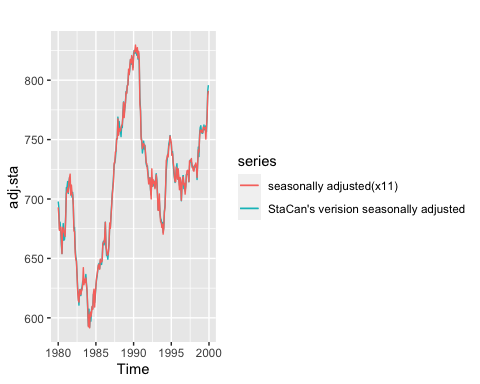 800
750
700
650
600
adj.sta
1980
1985
1990
1995
2000
Time
series
seasonally adjusted(x11)
StaCan's verision seasonally adjusted